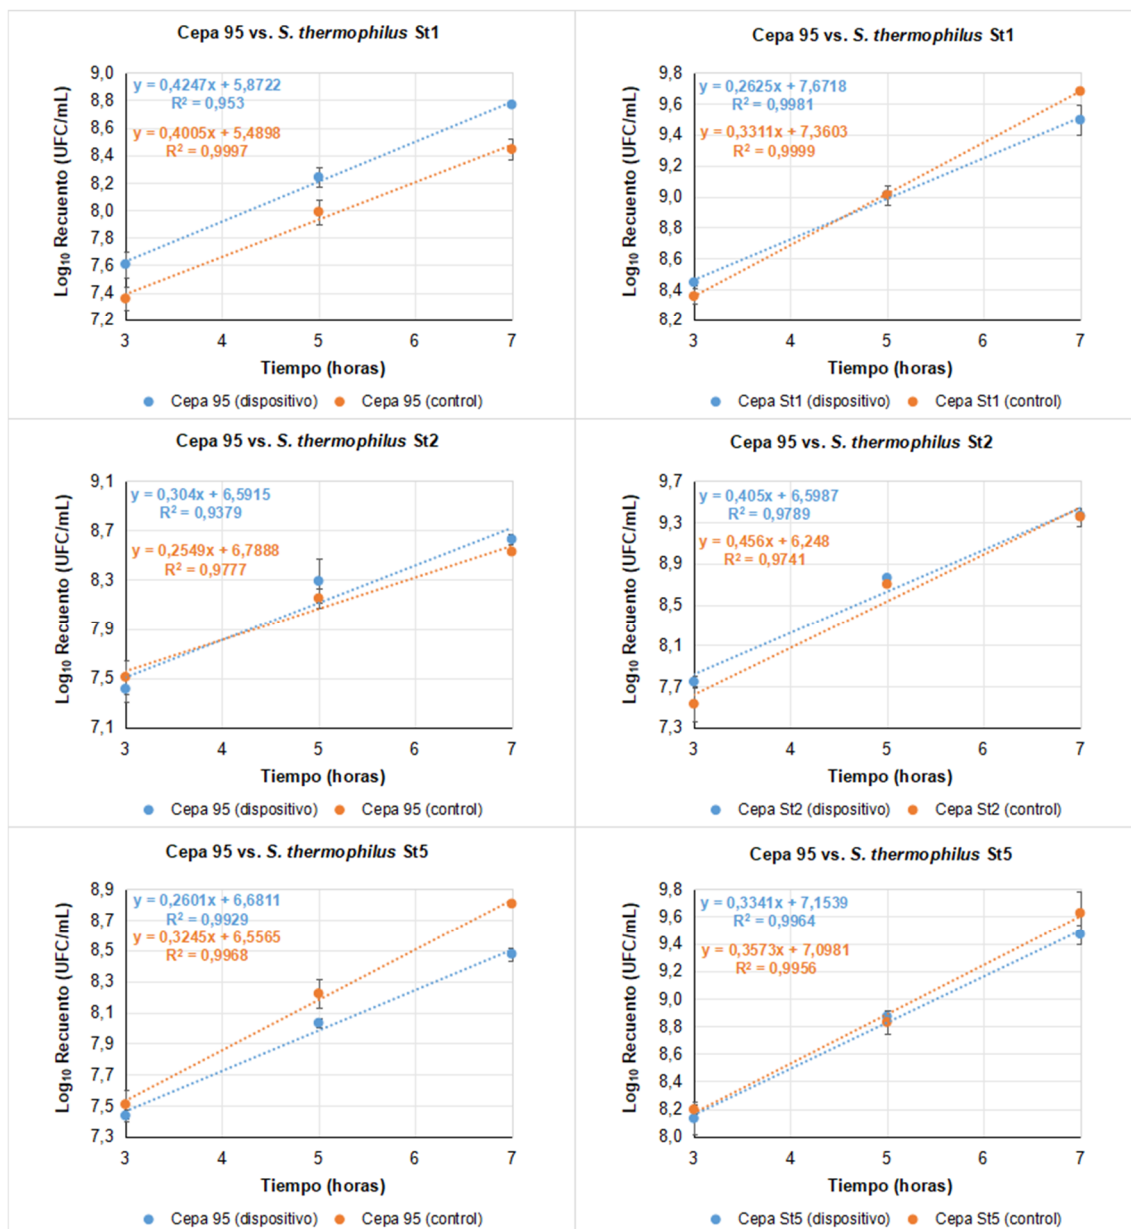 Cepa 95 vs. S. thermophilus St1
y = 0,4247x + 5,8722
R² = 0,953
y = 0,4005x + 5,4898
R² = 0,9997
Log₁₀ Recuento (UFC/mL)
9,0
8,8
8,6
8,4
8,2
8,0
7,8
7,6
7,4
7,2
3 4 5 6 7
Tiempo (horas)
Cepa 95 (dispositivo) Cepa 95 (control)
Cepa 95 vs. S. thermophilus St1
y = 0,2625x + 7,6718
R² = 0,9981
y = 0,3311x + 7,3603
R² = 0,9999
Log₁₀ Recuento (UFC/mL)
9,8
9,6
9,4
9,2
9,0
8,8
8,6
8,4
8,2
3 4 5 6 7
Tiempo (horas)
Cepa St1 (dispositivo) Cepa St1 (control)
Cepa 95 vs. S. thermophilus St2
y = 0,304x + 6,5915
R² = 0,9379
y = 0,2549x + 6,7888
R² = 0,9777
Log₁₀ Recuento (UFC/mL)
9,1
8,7
8,3
7,9
7,5
7,1
3 4 5 6 7
Tiempo (horas)
Cepa 95 (dispositivo) Cepa 95 (control)
Cepa 95 vs. S. thermophilus St2
y = 0,405x + 6,5987
R² = 0,9789
y = 0,456x + 6,248
R² = 0,9741
Log₁₀ Recuento (UFC/mL)
9,7
9,3
8,9
8,5
8,1
7,7
7,3
3 4 5 6 7
Tiempo (horas)
Cepa St2 (dispositivo) Cepa St2 (control)
Cepa 95 vs. S. thermophilus St5
y = 0,2601x + 6,6811
R² = 0,9929
y = 0,3245x + 6,5565
R² = 0,9968
Log₁₀ Recuento (UFC/mL)
8,9
8,7
8,5
8,3
8,1
7,9
7,7
7,5
7,3
3 4 5 6 7
Tiempo (horas)
Cepa 95 (dispositivo) Cepa 95 (control)
Cepa 95 vs. S. thermophilus St5
y = 0,3341x + 7,1539
R² = 0,9964
y = 0,3573x + 7,0981
R² = 0,9956
Log₁₀ Recuento (UFC/mL)
9,8
9,6
9,4
9,2
9,0
8,8
8,6
8,4
8,2
8,0
3 4 5 6 7
Tiempo (horas)
Cepa St5 (dispositivo) Cepa St5 (control)